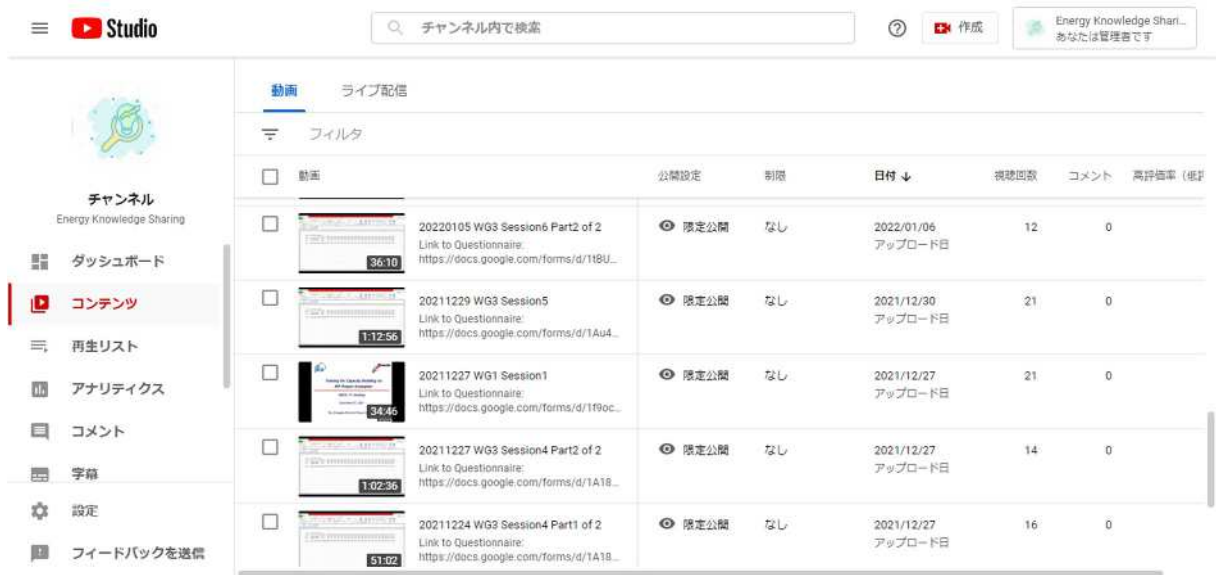 Studio
チャンネル内で検索
作成
Energy Knowledge Shari...
あなたは管理者です
動画
ライブ配信
フィルタ
動画
公開設定
制限
日付
視聴回数
コメント
高評価率（低評
チャンネル
Energy Knowledge Sharing
ダッシュボード
コンテンツ
再生リスト
アナリティクス
コメント
字幕
設定
フィードバックを送信
20220105 WG3 Session6 Part2 of 2
Link to Questionnaire:
https://docs.google.com/forms/d/1tBU...
36:10
限定公開
なし
2022/01/06
アップロード日
12
0
20211229 WG3 Session5
Link to Questionnaire:
https://docs.google.com/forms/d/1Au4...
1:12:56
限定公開
なし
2021/12/30
アップロード日
21
0
20211227 WG1 Session1
Link to Questionnaire:
https://docs.google.com/forms/d/1f9oc...
34:46
限定公開
なし
2021/12/27
アップロード日
21
0
20211227 WG3 Session4 Part2 of 2
Link to Questionnaire:
https://docs.google.com/forms/d/1A18...
1:02:36
限定公開
なし
2021/12/27
アップロード日
14
0
20211224 WG3 Session4 Part1 of 2
Link to Questionnaire:
https://docs.google.com/forms/d/1A18...
51:02
限定公開
なし
2021/12/27
アップロード日
16
0